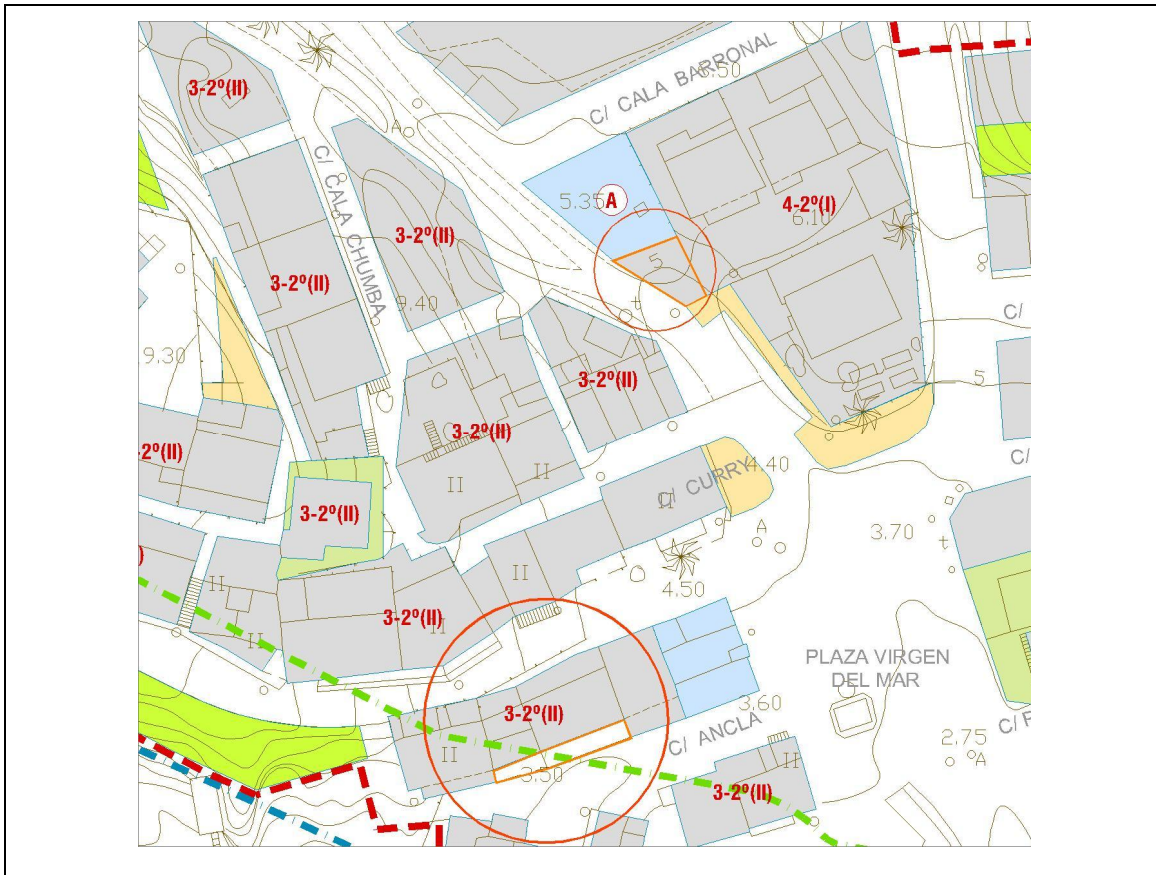 C/ CALA BARRONAL
6.50
3-2º(II)
A
C/ CALA CHUMBA
5.35
A
4-2º(I)
6.10
3-2º(II)
3-2º(II)
5
9.40
C/
9.30
3-2º(II)
5
3-2º(II)
-2º(II)
II
II
4.40
C/
C/ CURRY
II
3-2º(II)
A
3.70
t
II
II
4.50
3-2º(II)
II
II
PLAZA VIRGEN
DEL MAR
3.60
3-2º(II)
C/ ANCLA
2.75
A
II
3.50
II
3-2º(II)